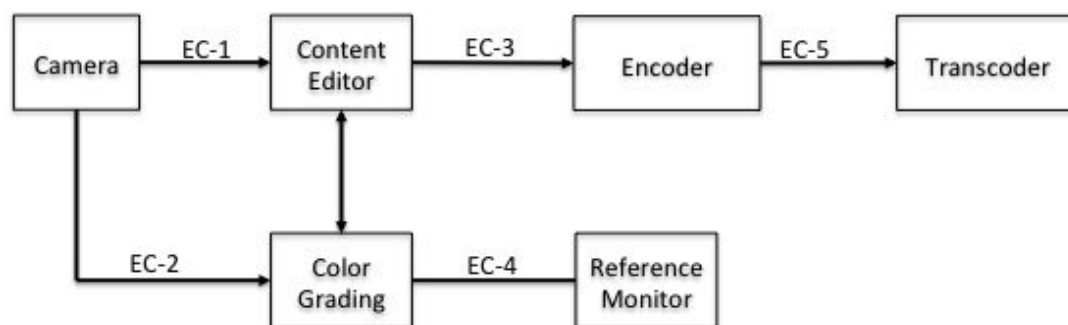 Camera
EC-1
Content
Editor
EC-3
Encoder
EC-5
Transcoder
EC-2
Color
Grading
EC-4
Reference
Monitor